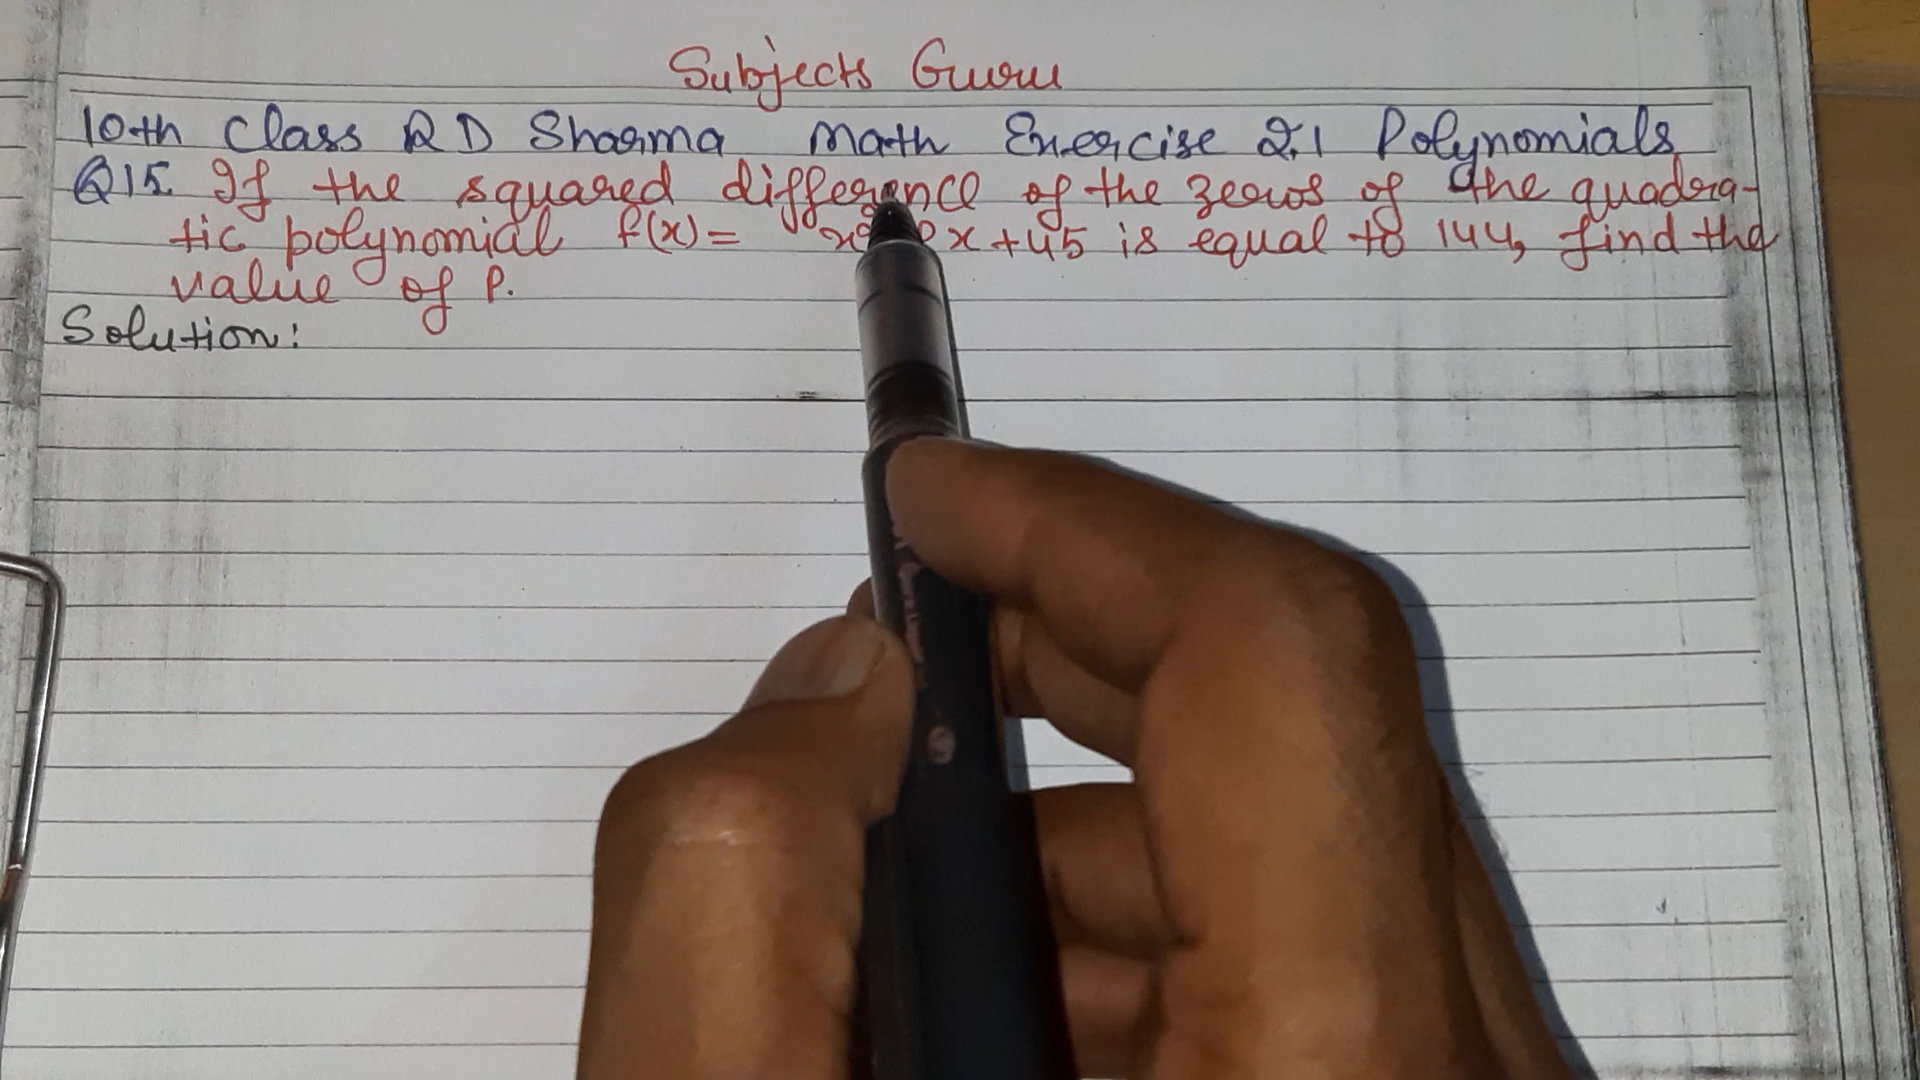 Subjects Guru
10th Class RD Sharma Math Exercise 2.1 Polynomials
Q15. If the squared difference of the zeros of the quadra-
tic polynomial f(x) = x x + 45 is equal to 144, find the
value of P.
Solution: